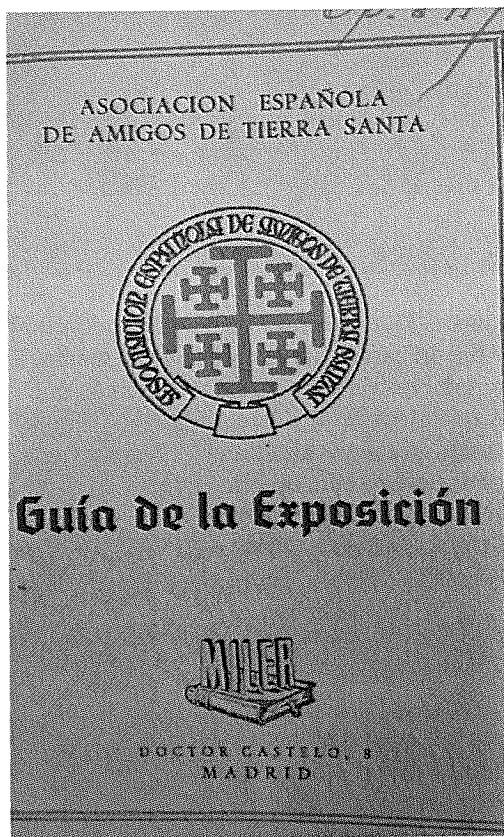 ASOCIACION ESPAÑOLA
DE AMIGOS DE TIERRA SANTA
ASOCIACION ESPAÑOLA DE AMIGOS DE TIERRA SANTA
Guía de la Exposición
MILER
DOCTOR CASTELO, 8
MADRID